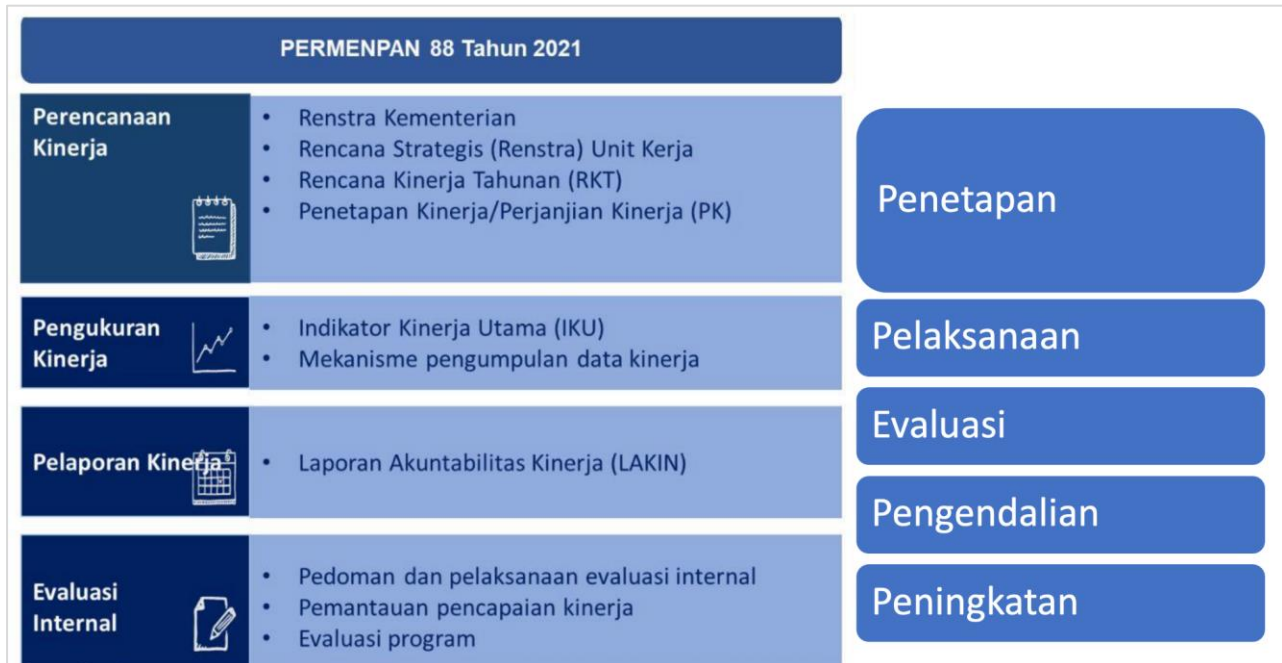 PERMENPAN 88 Tahun 2021
Perencanaan
Kinerja
• Renstra Kementerian
• Rencana Strategis (Renstra) Unit Kerja
• Rencana Kinerja Tahunan (RKT)
• Penetapan Kinerja/Perjanjian Kinerja (PK)
Pengukuran
Kinerja
• Indikator Kinerja Utama (IKU)
• Mekanisme pengumpulan data kinerja
Pelaporan Kinerja
• Laporan Akuntabilitas Kinerja (LAKIN)
Evaluasi
Internal
• Pedoman dan pelaksanaan evaluasi internal
• Pemantauan pencapaian kinerja
• Evaluasi program
Penetapan
Pelaksanaan
Evaluasi
Pengendalian
Peningkatan